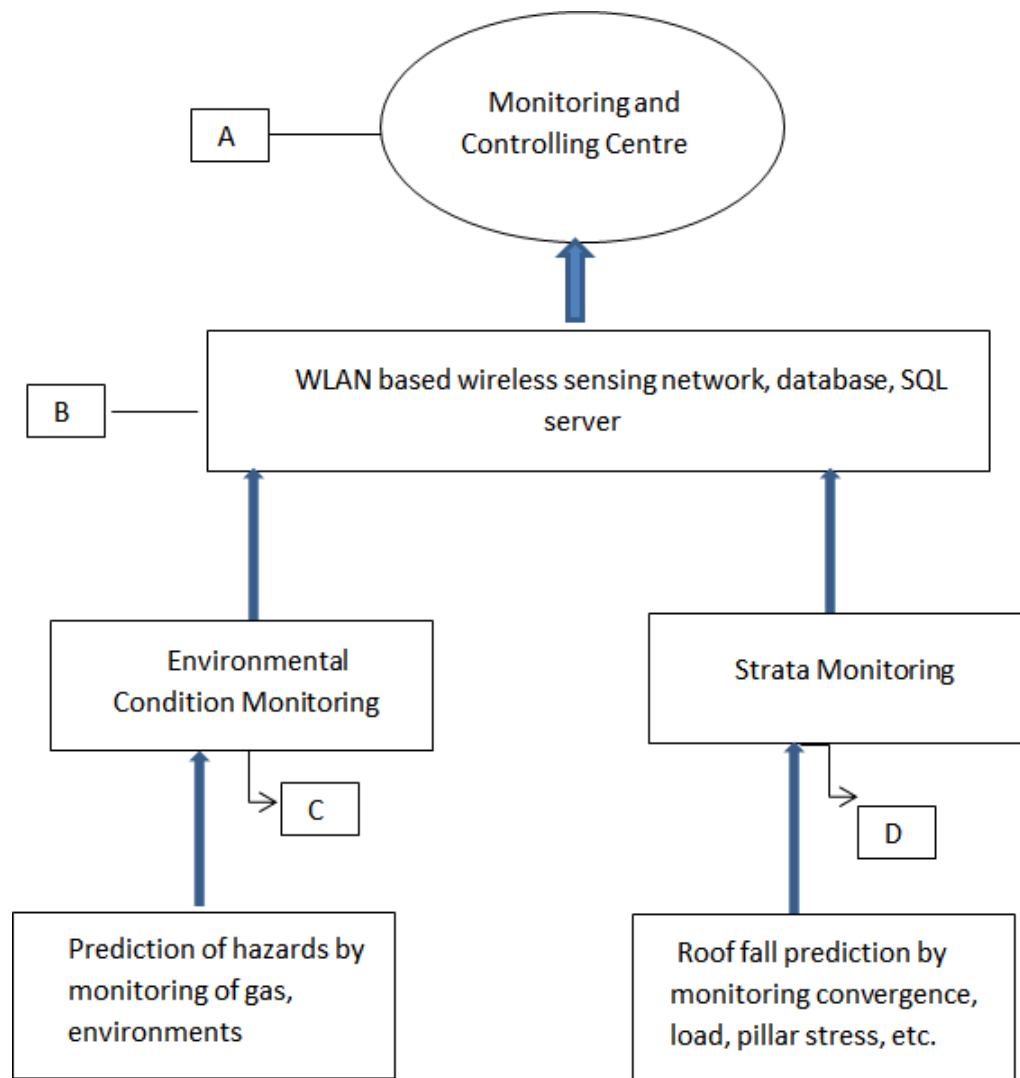 Monitoring and
Controlling Centre
A
WLAN based wireless sensing network, database, SQL
server
B
Environmental
Condition Monitoring
Strata Monitoring
C
D
Prediction of hazards by
monitoring of gas,
environments
Roof fall prediction by
monitoring convergence,
load, pillar stress, etc.